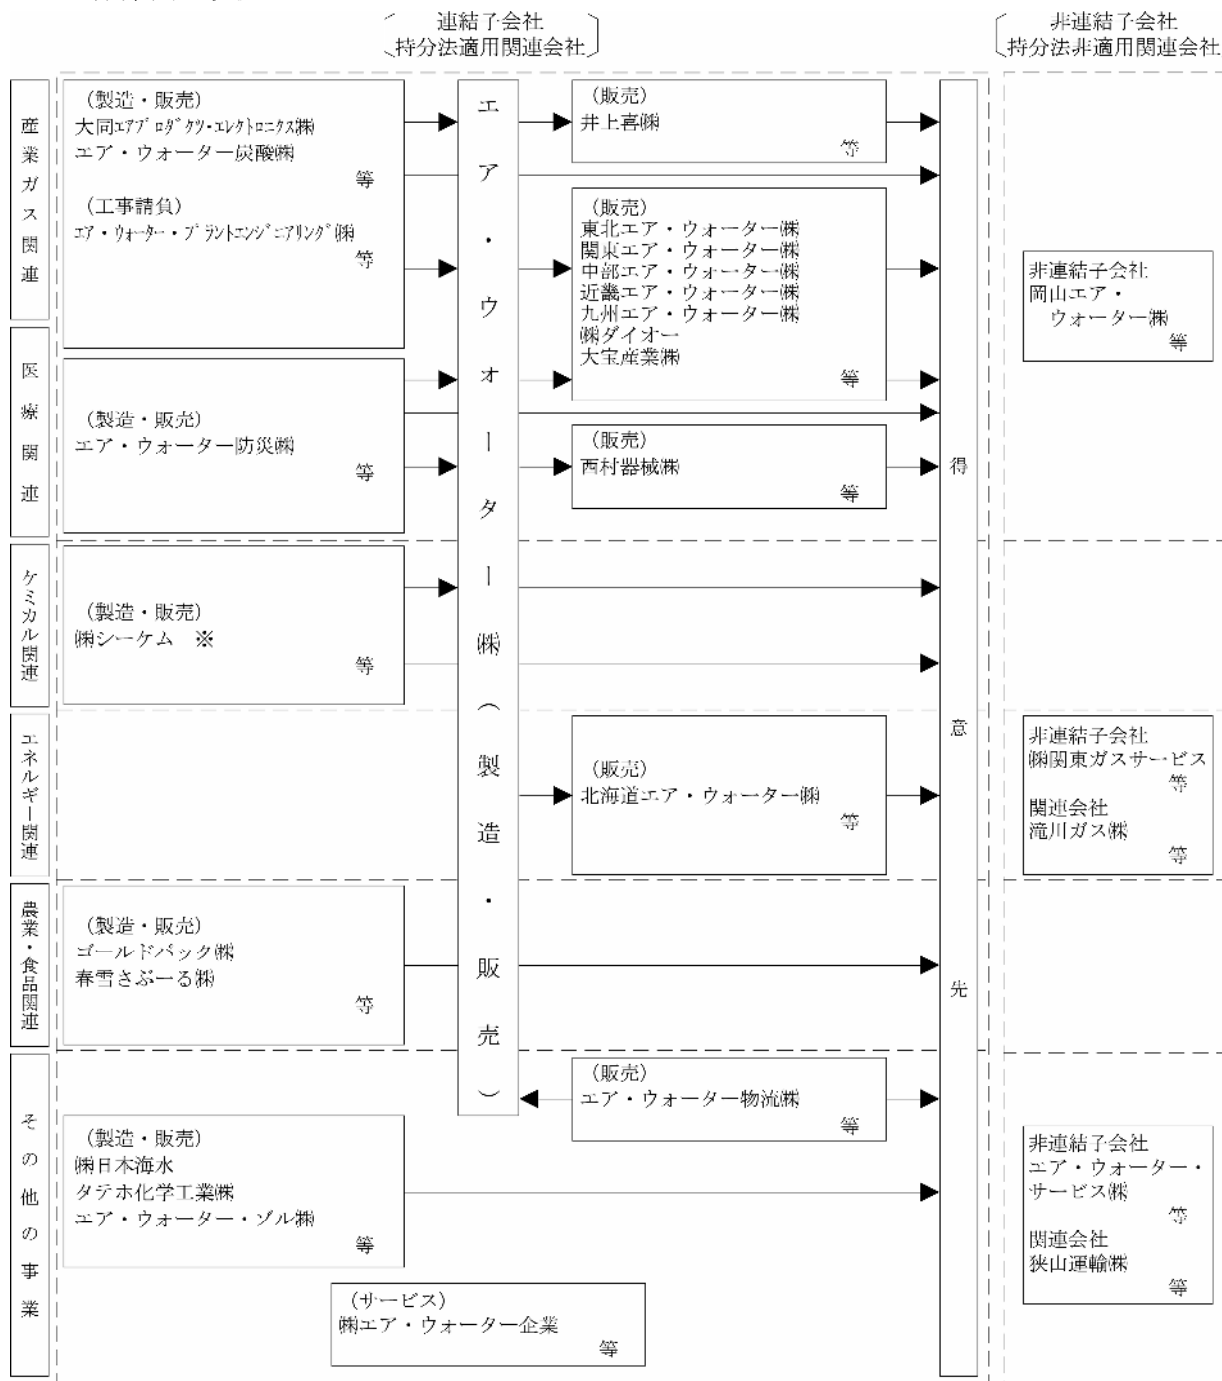 連結子会社
持分法適用関連会社
非連結子会社
持分法非適用関連会社
産業ガス関連
(製造・販売)
大同ｴｱﾌﾟﾛﾀﾞｸﾂ・ｴﾚｸﾄﾛﾆｸｽ㈱
エア・ウォーター炭酸㈱
等
(工事請負)
ｴｱ・ｳｫｰﾀｰ・ﾌﾟﾗﾝﾄｴﾝｼﾞﾆｱﾘﾝｸﾞ㈱
等
エア・ウォーター㈱(製造・販売)
(販売)
井上喜㈱
等
(販売)
東北エア・ウォーター㈱
関東エア・ウォーター㈱
中部エア・ウォーター㈱
近畿エア・ウォーター㈱
九州エア・ウォーター㈱
㈱ダイオー
大宝産業㈱
等
得意先
非連結子会社
岡山エア・
ウォーター㈱
等
医療関連
(製造・販売)
エア・ウォーター防災㈱
等
(販売)
西村器械㈱
等
ケミカル関連
(製造・販売)
㈱シーケム ※
等
エネルギー関連
(販売)
北海道エア・ウォーター㈱
等
非連結子会社
㈱関東ガスサービス
等
関連会社
滝川ガス㈱
等
農業・食品関連
(製造・販売)
ゴールドパック㈱
春雪さぶーる㈱
等
その他の事業
(販売)
エア・ウォーター物流㈱
等
(製造・販売)
㈱日本海水
タテホ化学工業㈱
エア・ウォーター・ゾル㈱
等
(サービス)
㈱エア・ウォーター企業
等
非連結子会社
エア・ウォーター・
サービス㈱
等
関連会社
狭山運輸㈱
等